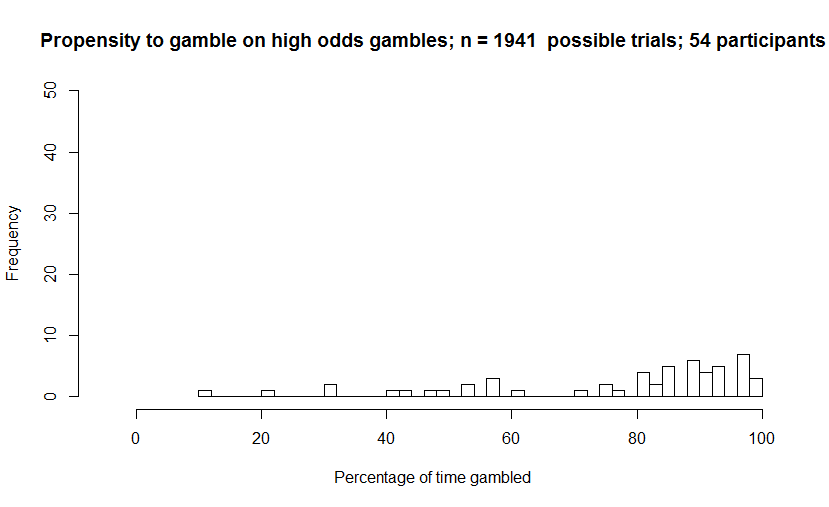 Propensity to gamble on high odds gambles; n = 1941  possible trials; 54 participants
50
40
30
20
10
0
Frequency
0 20 40 60 80 100
Percentage of time gambled